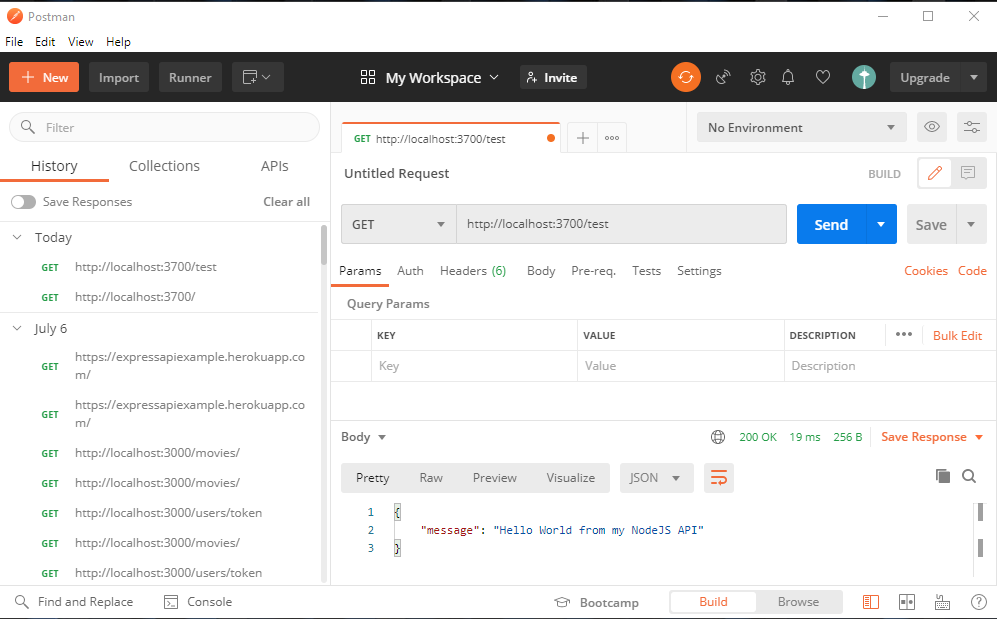 Postman
File Edit View Help
+ New Import Runner My Workspace Invite Upgrade
Filter
History Collections APIs
Save Responses Clear all
Today
GET http://localhost:3700/test
GET http://localhost:3700/
July 6
GET https://expressapiexample.herokuapp.co
m/
GET https://expressapiexample.herokuapp.co
m/
GET http://localhost:3000/movies/
GET http://localhost:3000/movies/
GET http://localhost:3000/users/token
GET http://localhost:3000/movies/
GET http://localhost:3000/users/token
GET http://localhost:3700/test + ••• No Environment
Untitled Request BUILD
GET http://localhost:3700/test Send Save
Params Auth Headers (6) Body Pre-req. Tests Settings Cookies Code
Query Params
KEY VALUE DESCRIPTION ••• Bulk Edit
Key Value Description
Body 200 OK 19 ms 256 B Save Response
Pretty Raw Preview Visualize JSON
1 {
2 "message": "Hello World from my NodeJS API"
3 }
Find and Replace Console Bootcamp Build Browse ?